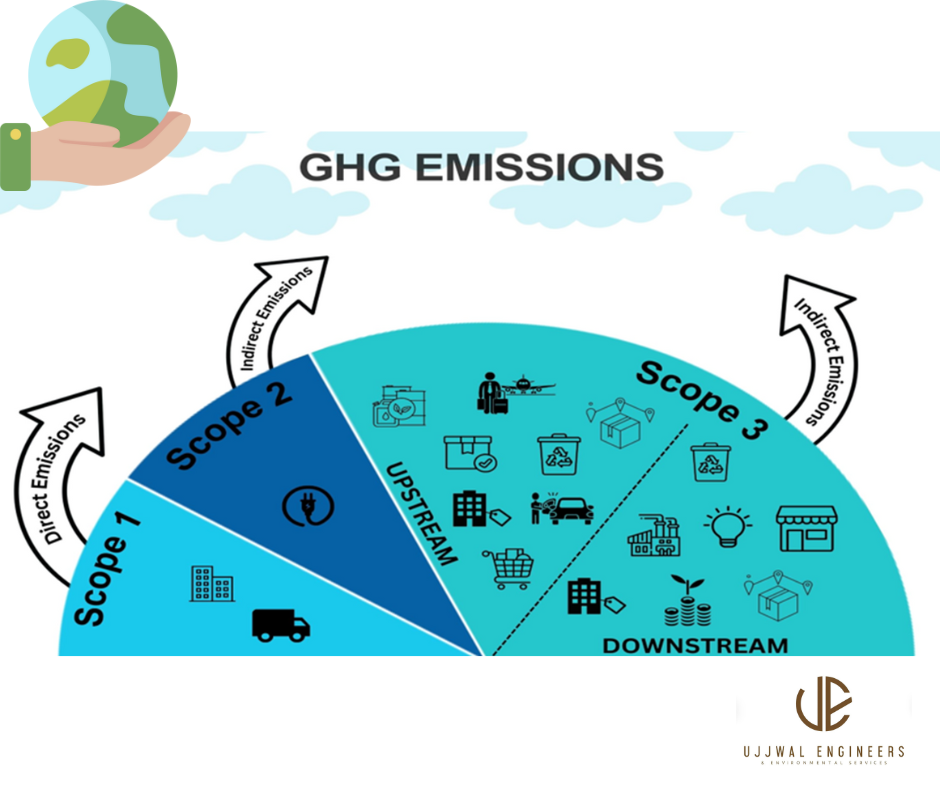 GHG EMISSIONS
Direct Emissions
Indirect Emissions
Indirect Emissions
Scope 1
Scope 2
Scope 3
UPSTREAM
DOWNSTREAM
UJJWAL ENGINEERS
& ENVIRONMENTAL SERVICES